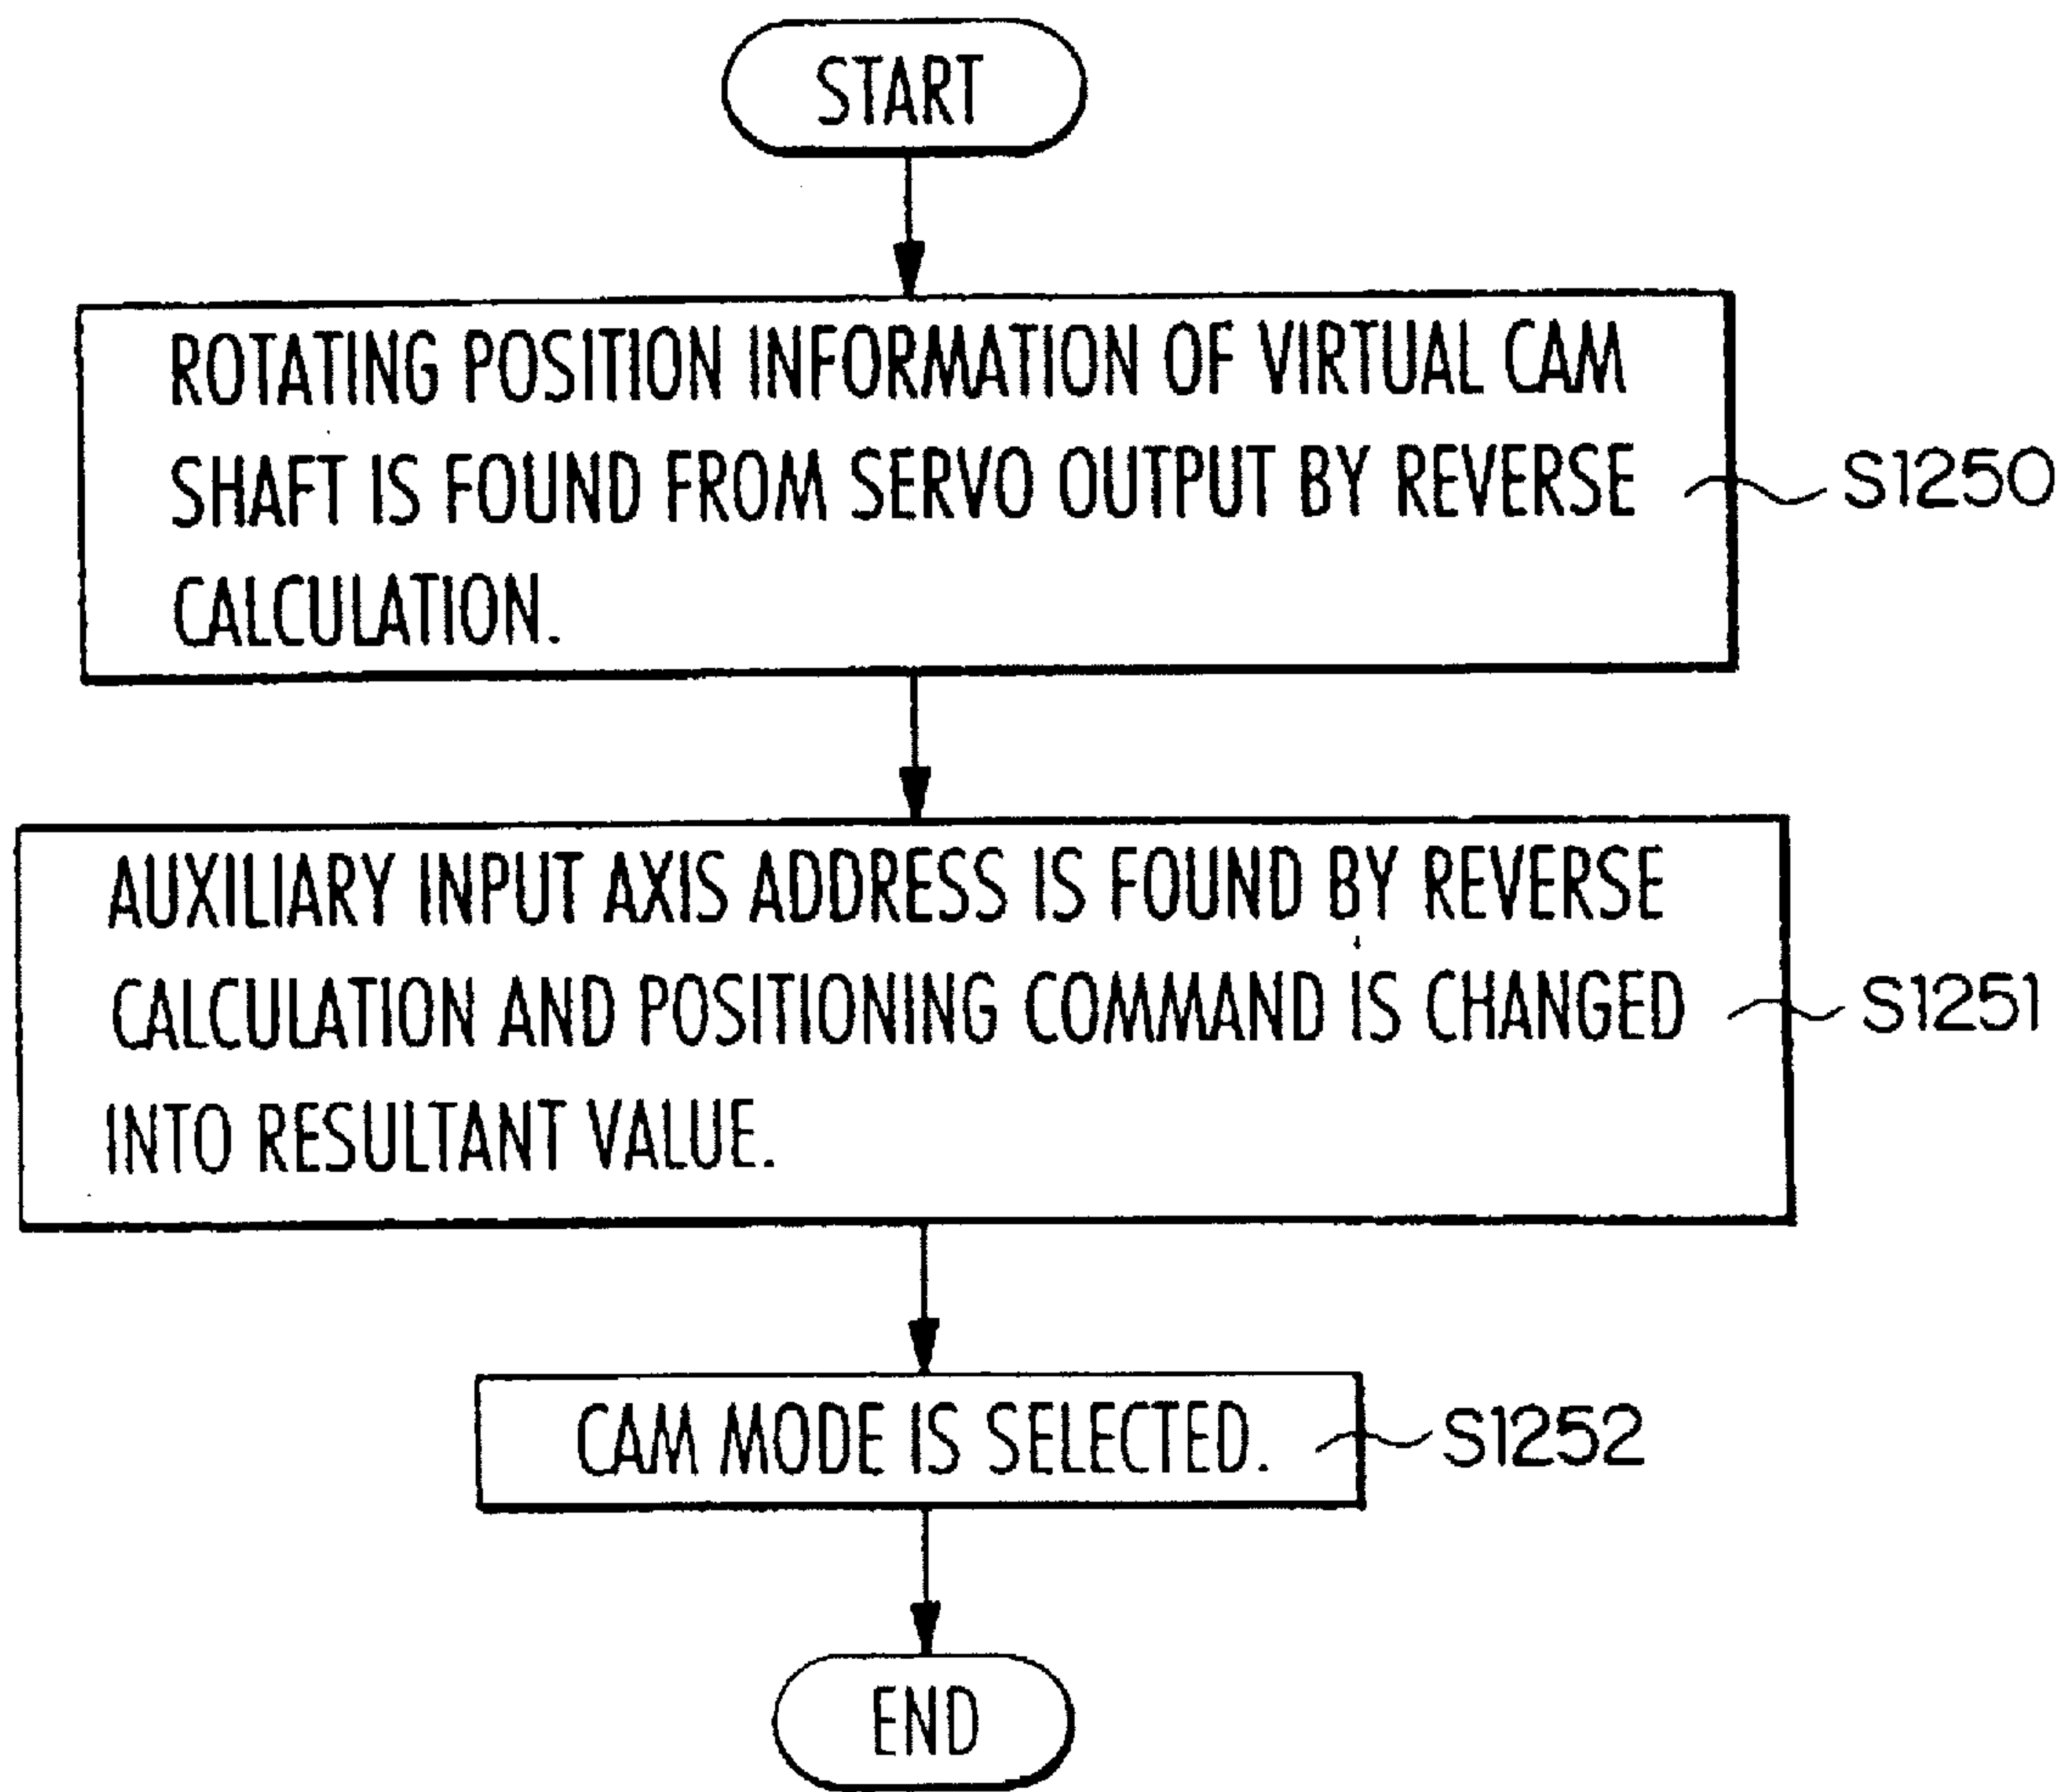 START
ROTATING POSITION INFORMATION OF VIRTUAL CAM
SHAFT IS FOUND FROM SERVO OUTPUT BY REVERSE
CALCULATION.
S1250
AUXILIARY INPUT AXIS ADDRESS IS FOUND BY REVERSE
CALCULATION AND POSITIONING COMMAND IS CHANGED
INTO RESULTANT VALUE.
S1251
CAM MODE IS SELECTED.
S1252
END